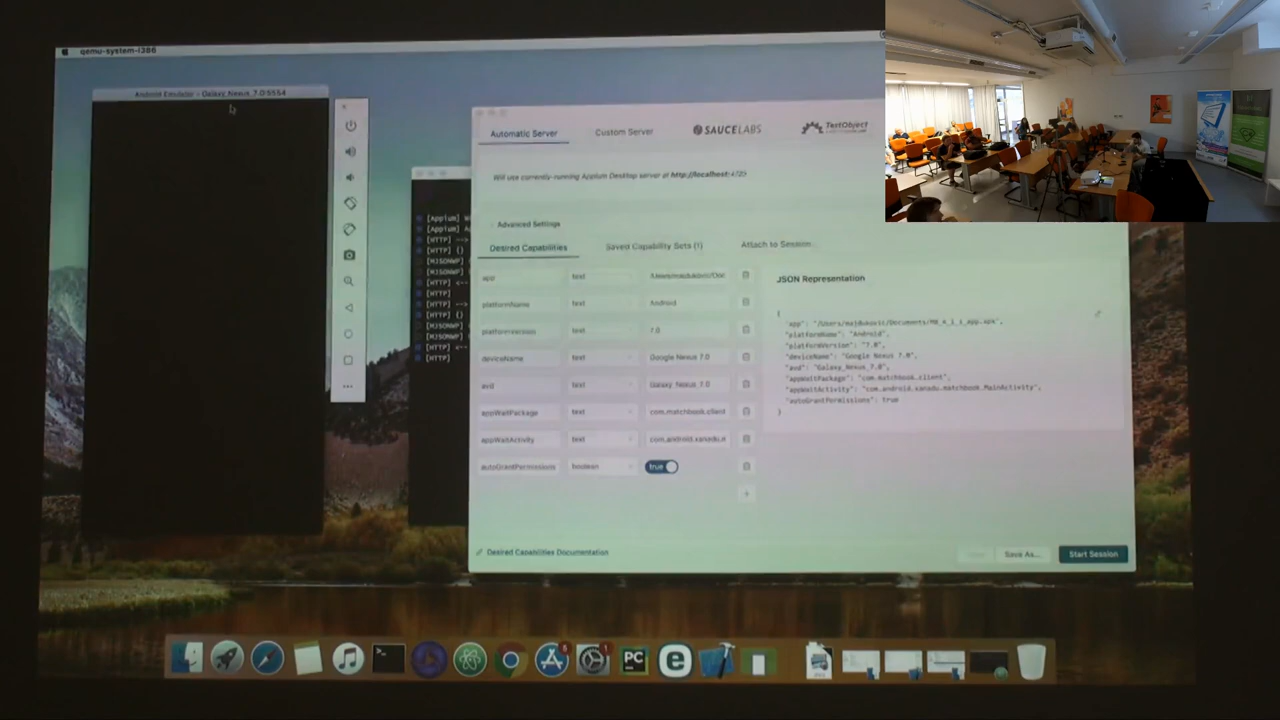 qemu-system-i386
Android Emulator - Galaxy_Nexus_7.0:5554
Automatic Server
Custom Server
SAUCELABS
TestObject
Will use currently-running Appium Desktop server at http://localhost:4723
Advanced Settings
Desired Capabilities
Saved Capability Sets (1)
Attach to Session...
[Appium] W
[Appium] A
[HTTP] -->
[HTTP] {}
[MJSONWP]
[MJSONWP]
[HTTP] <--
[HTTP]
[HTTP] -->
[HTTP] {}
[MJSONWP]
[MJSONWP]
[HTTP] <--
[HTTP]
app text /Users/majdukovic/Doc
platformName text Android
platformVersion text 7.0
deviceName text Google Nexus 7.0
avd text Galaxy_Nexus_7.0
appWaitPackage text com.matchbook.client
appWaitActivity text com.android.xanadu.m
autoGrantPermissions boolean true
JSON Representation
{
"platformName": "Android",
"platformVersion": "7.0",
"deviceName": "Google Nexus 7.0",
"avd": "Galaxy_Nexus_7.0",
"appWaitPackage": "com.matchbook.client",
"appWaitActivity": "com.android.xanadu.matchbook.MainActivity",
"autoGrantPermissions": true
}
Desired Capabilities Documentation
Save As...
Start Session
PC